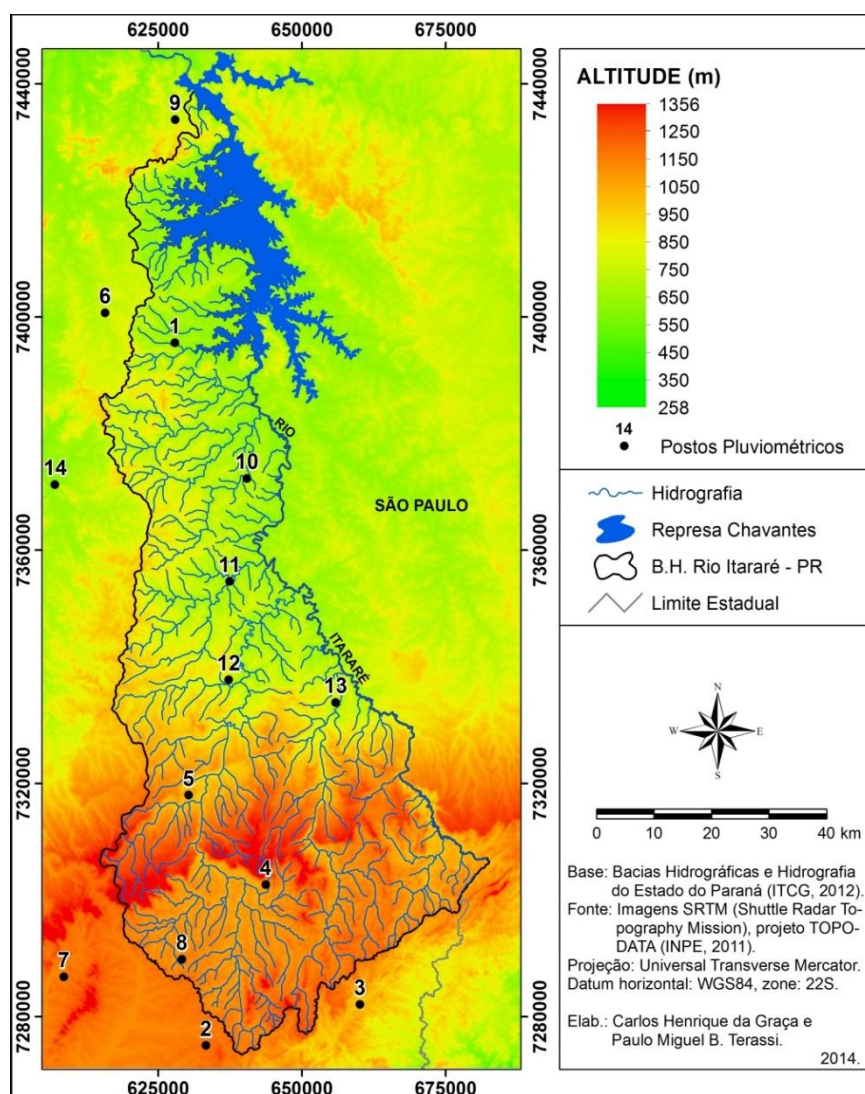 625000 650000 675000
7440000 7440000
7400000 7400000
7360000 7360000
7320000 7320000
7280000 7280000
9
6
1
14
10
RIO
SÃO PAULO
11
12
ITARARÉ
13
5
4
8
7
3
2
625000 650000 675000
ALTITUDE (m)
1356
1250
1150
1050
950
850
750
650
550
450
350
258
14
Postos Pluviométricos
Hidrografia
Represa Chavantes
B.H. Rio Itararé - PR
Limite Estadual
N
W E
S
0 10 20 30 40 km
Base: Bacias Hidrográficas e Hidrografia
do Estado do Paraná (ITCG, 2012).
Fonte: Imagens SRTM (Shuttle Radar To-
pography Mission), projeto TOPO-
DATA (INPE, 2011).
Projeção: Universal Transverse Mercator.
Datum horizontal: WGS84, zone: 22S.
Elab.: Carlos Henrique da Graça e
Paulo Miguel B. Terassi.
2014.